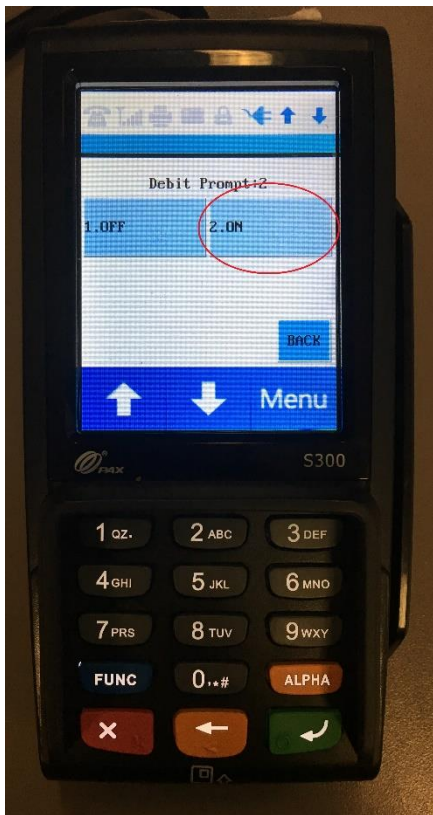 Debit Prompt:2
1.OFF 2.ON
BACK
Menu
PAX S300
1 QZ. 2 ABC 3 DEF
4 GHI 5 JKL 6 MNO
7 PRS 8 TUV 9 WXY
FUNC 0,*# ALPHA